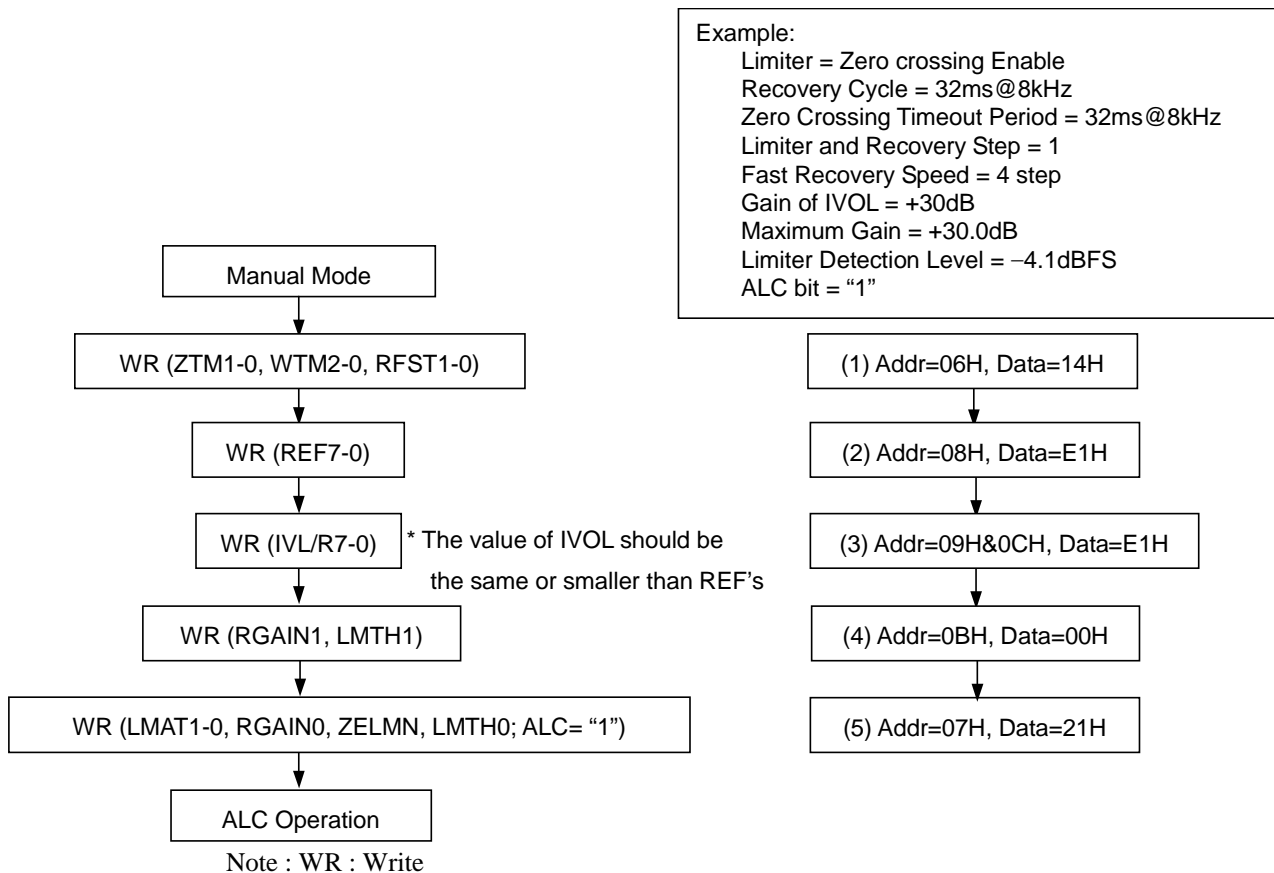 Example:
Limiter = Zero crossing Enable
Recovery Cycle = 32ms@8kHz
Zero Crossing Timeout Period = 32ms@8kHz
Limiter and Recovery Step = 1
Fast Recovery Speed = 4 step
Gain of IVOL = +30dB
Maximum Gain = +30.0dB
Limiter Detection Level = −4.1dBFS
ALC bit = “1”
Manual Mode
WR (ZTM1-0, WTM2-0, RFST1-0)
WR (REF7-0)
WR (IVL/R7-0)
* The value of IVOL should be
the same or smaller than REF’s
WR (RGAIN1, LMTH1)
WR (LMAT1-0, RGAIN0, ZELMN, LMTH0; ALC= “1”)
ALC Operation
Note : WR : Write
(1) Addr=06H, Data=14H
(2) Addr=08H, Data=E1H
(3) Addr=09H&0CH, Data=E1H
(4) Addr=0BH, Data=00H
(5) Addr=07H, Data=21H